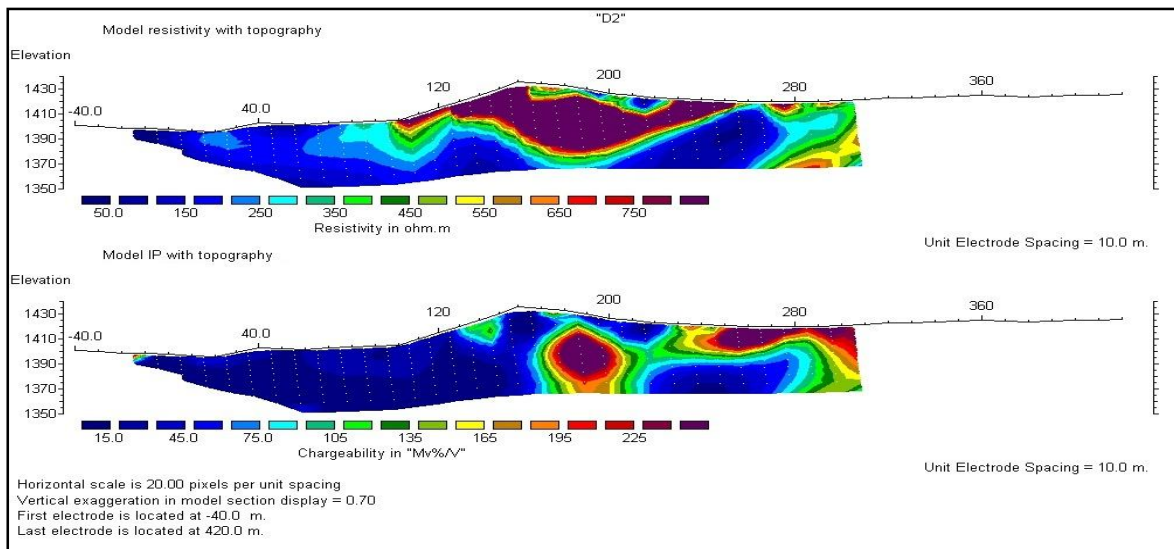 "D2"
Model resistivity with topography
Elevation
1430
1410
1390
1370
1350
-40.0
40.0
120
200
280
360
50.0 150 250 350 450 550 650 750
Resistivity in ohm.m
Unit Electrode Spacing = 10.0 m.
Model IP with topography
Elevation
1430
1410
1390
1370
1350
-40.0
40.0
120
200
280
360
15.0 45.0 75.0 105 135 165 195 225
Chargeability in "Mv%/V"
Unit Electrode Spacing = 10.0 m.
Horizontal scale is 20.00 pixels per unit spacing
Vertical exaggeration in model section display = 0.70
First electrode is located at -40.0 m.
Last electrode is located at 420.0 m.